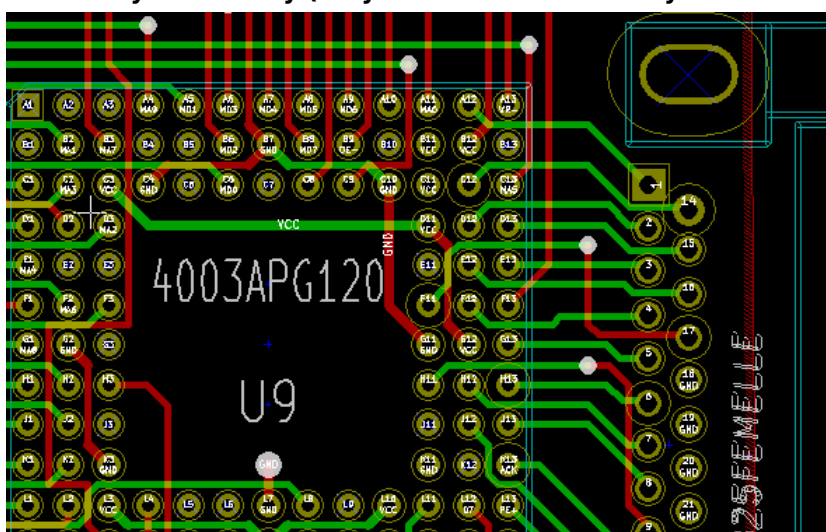 A1 A2 A3 A4 A5 A6 A7 A8 A9 A10 A11 A12 A13
MA0 MD1 MD3 MD4 MD5 MD6 VR-
B1 B2 B3 B4 B5 B6 B7 B8 B9 B10 B11 B12 B13
MA1 MA7 MD2 GND MD7 OE- VCC VCC
C1 C2 C3 C4 C5 C6 C7 C8 C9 C10 C11 C12 C13
MA3 VCC GND MD0 GND VCC MA5
1
14
D1 D2 D3 VCC D11 D12 D13
MA2 VCC
2
15
GND
E1 E2 E3 E11 E12 E13
MA4
3
4003APG120
16
F1 F2 F3 F11 F12 F13
MA6
4
17
G1 G2 G3 G11 G12 G13
GND GND VCC
5
18
GND
H1 H2 H3 H11 H12 H13
U9
6
19
GND
J1 J2 J3 J11 J12 J13
7
K1 K2 K3 GND K11 K12 K13
GND GND ACK
20
GND
8
L1 L2 L3 L4 L5 L6 L7 L8 L9 L10 L11 L12 L13
VCC GND VCC D7 PE+
21
GND
9
25FEMELLE